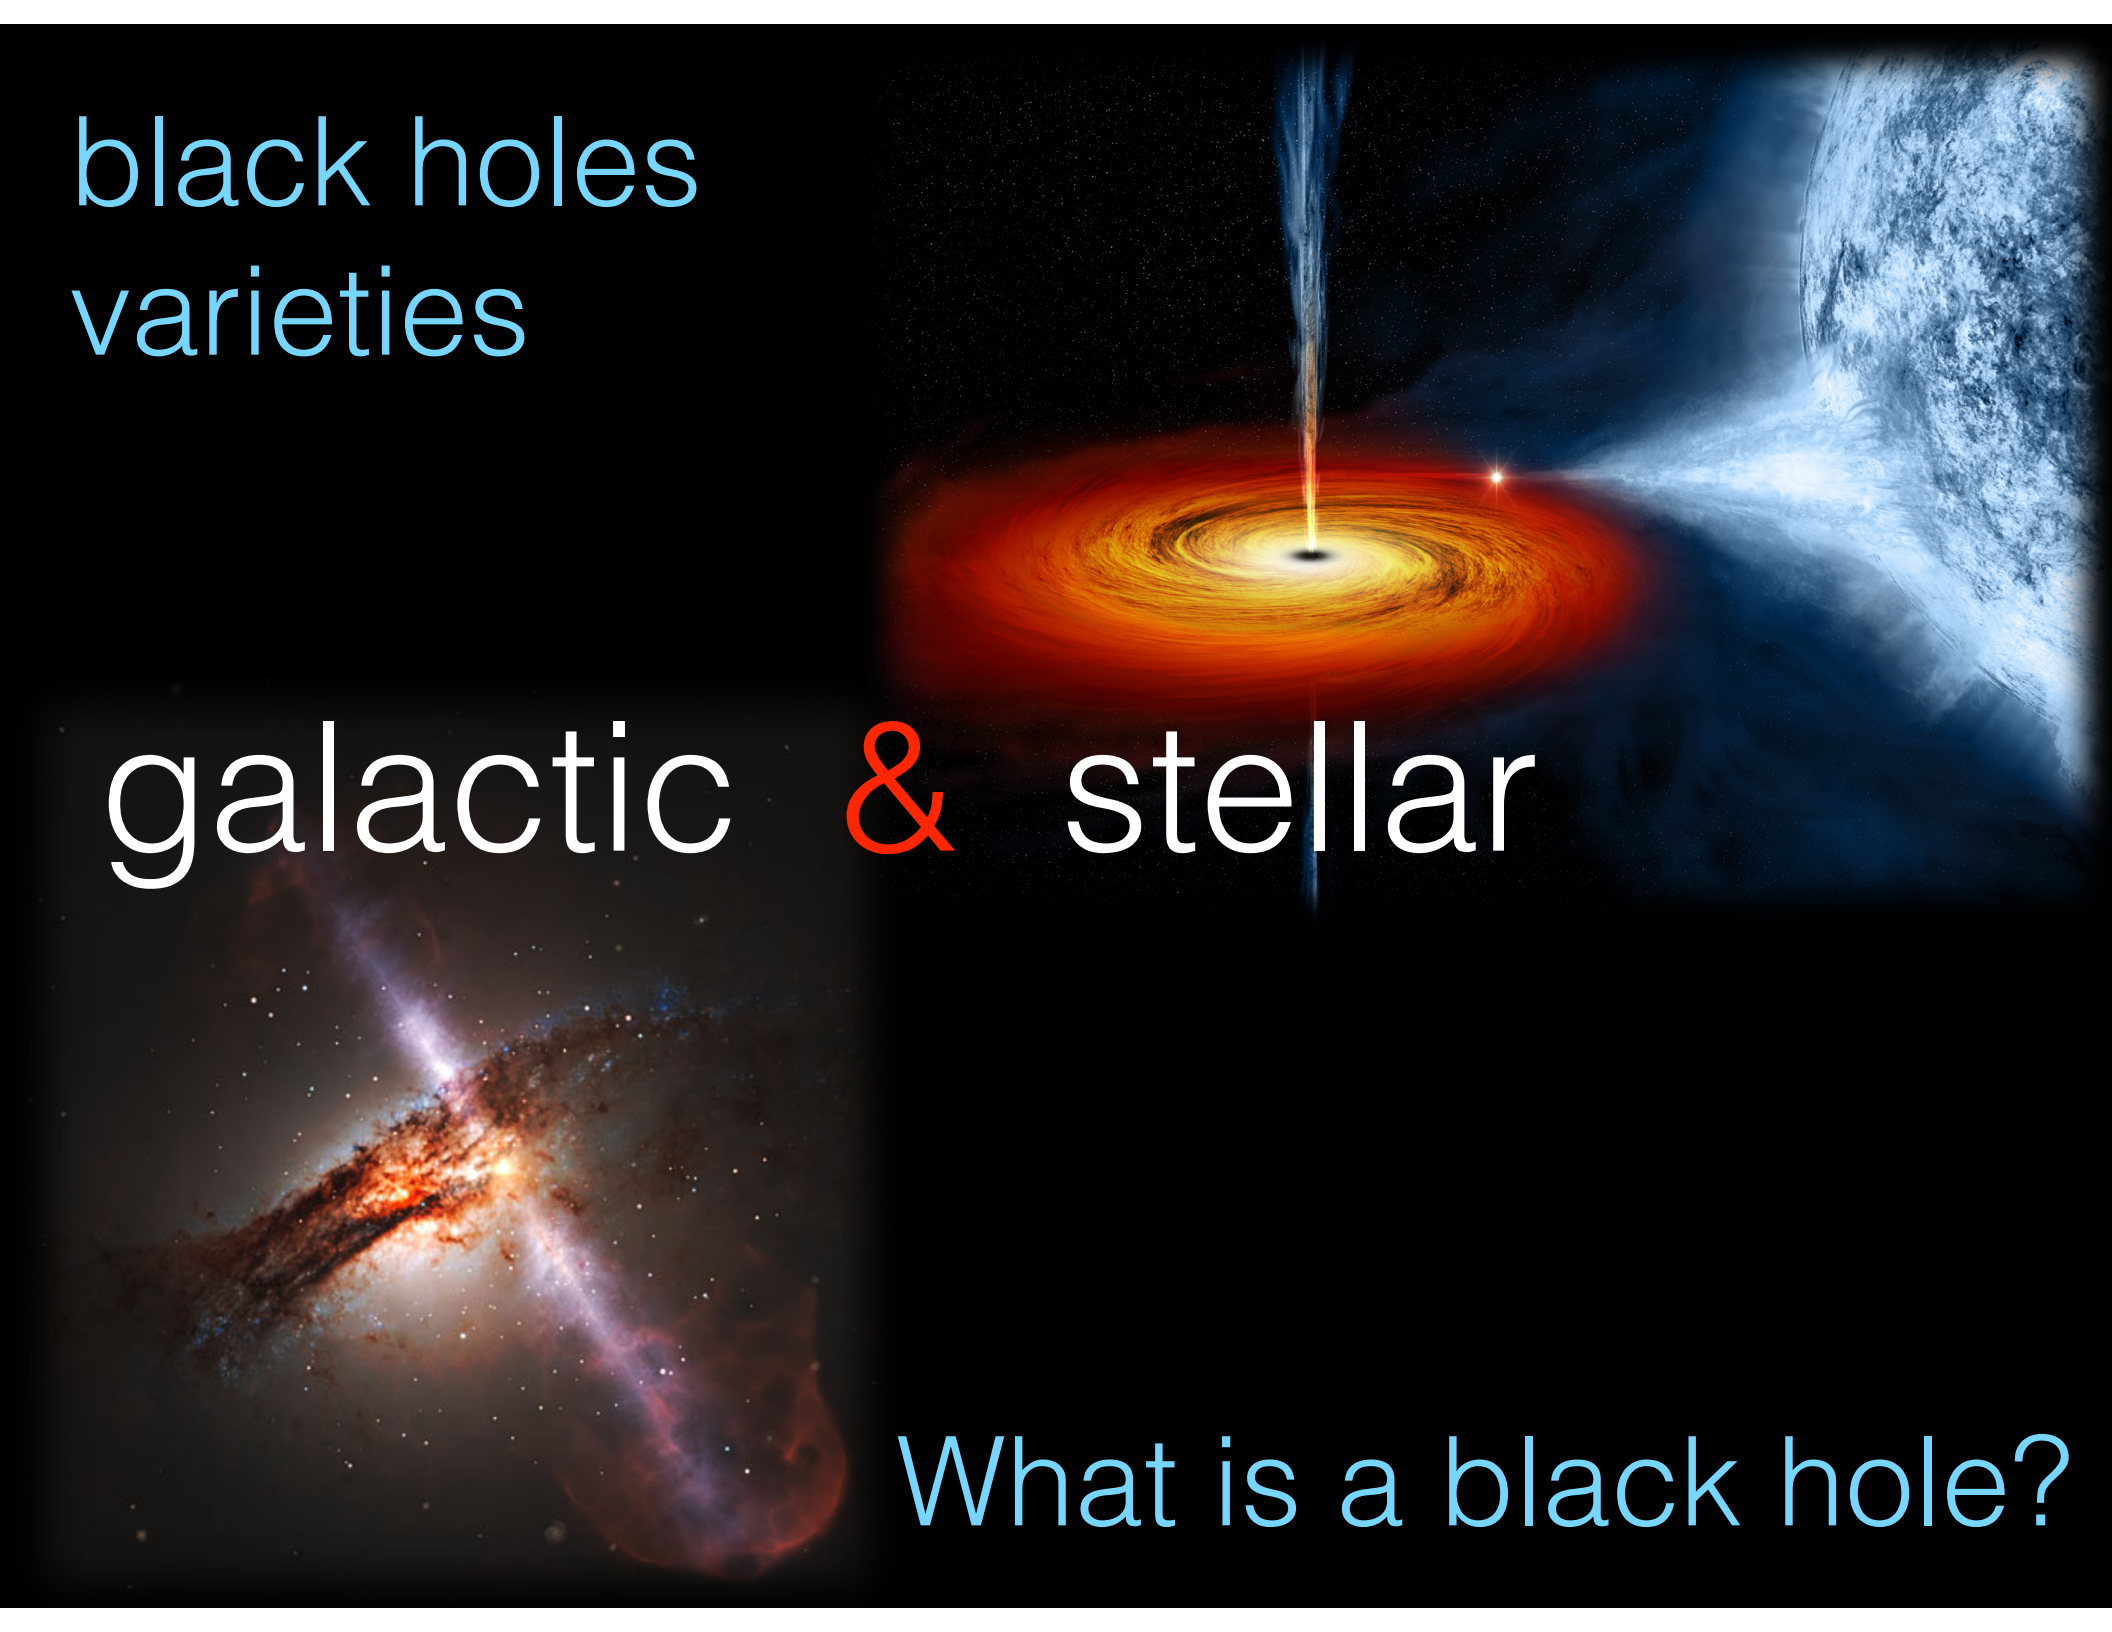 black holes
varieties
galactic & stellar
What is a black hole?